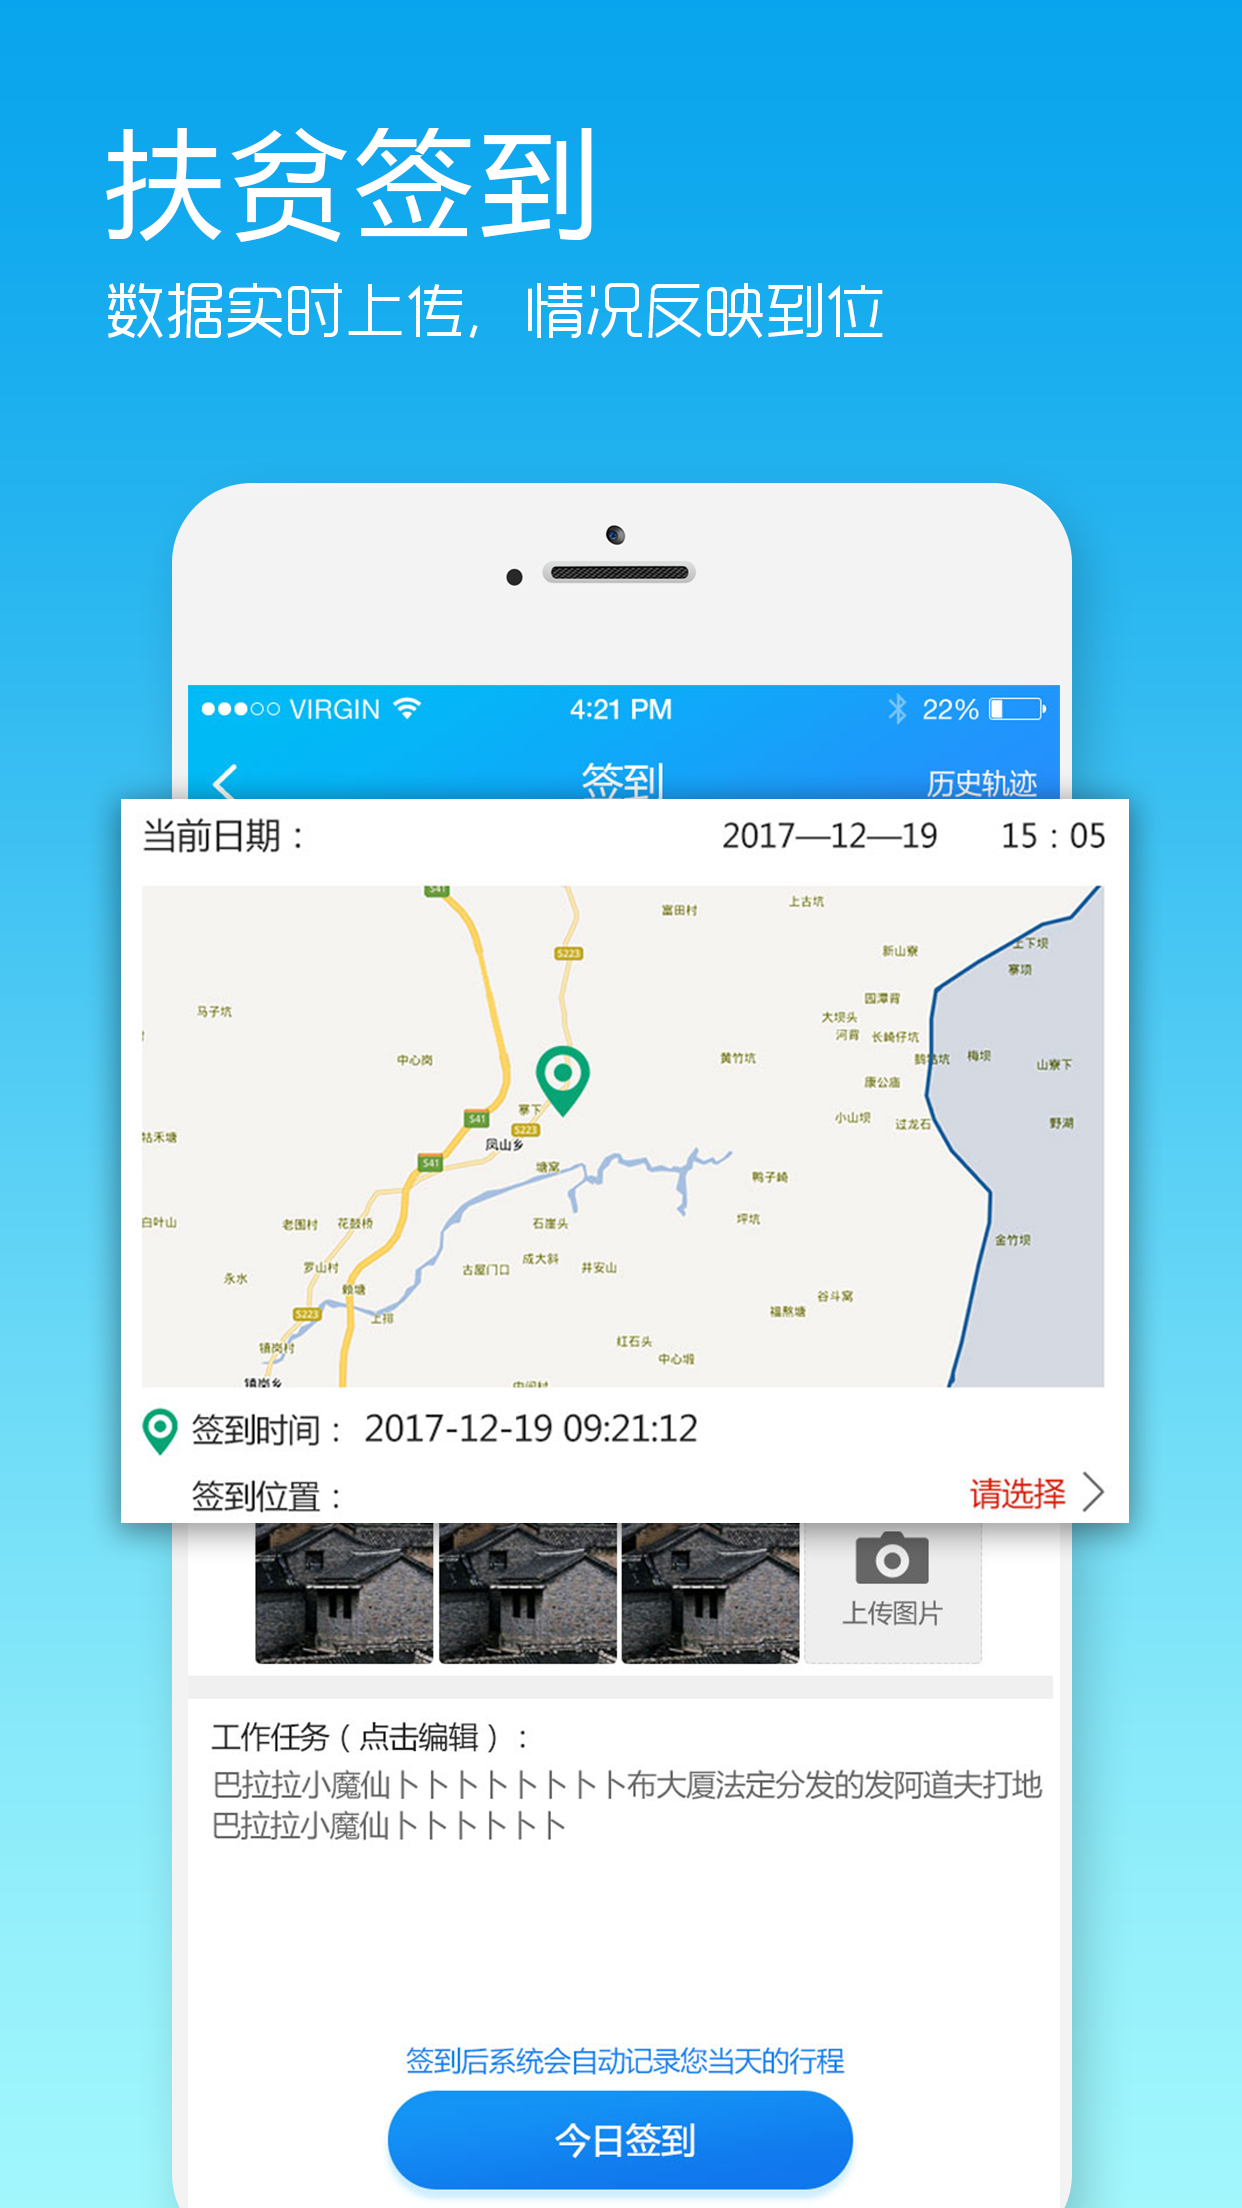 扶贫签到
数据实时上传,情况反映到位
VIRGIN 4:21 PM 22%
签到 历史轨迹
当前日期： 2017—12—19 15：05
S41
上古坑
富田村
S223
新山寮
上下坝
寨坝
园潭背
马子坑
大坝头
河背 长崎仔坑
中心岗
黄竹坑
梅坝
山寮下
康公庙
寨下
S41
小山坝
过龙石
野湖
S223
牯禾塘
凤山乡
S41
塘窝
鸭子崎
白叶山
老围村 花鼓桥
石崖头
坪坑
金竹坝
罗山村
成大斜
古屋门口
井安山
永水
赖塘
谷斗窝
S223
上排
福熬塘
镇岗村
红石头
中心塅
镇岗乡
签到时间： 2017-12-19 09:21:12
签到位置： 请选择
上传图片
工作任务（点击编辑）：
巴拉拉小魔仙卜卜卜卜卜卜卜卜布大厦法定分发的发阿道夫打地
巴拉拉小魔仙卜卜卜卜卜卜
签到后系统会自动记录您当天的行程
今日签到